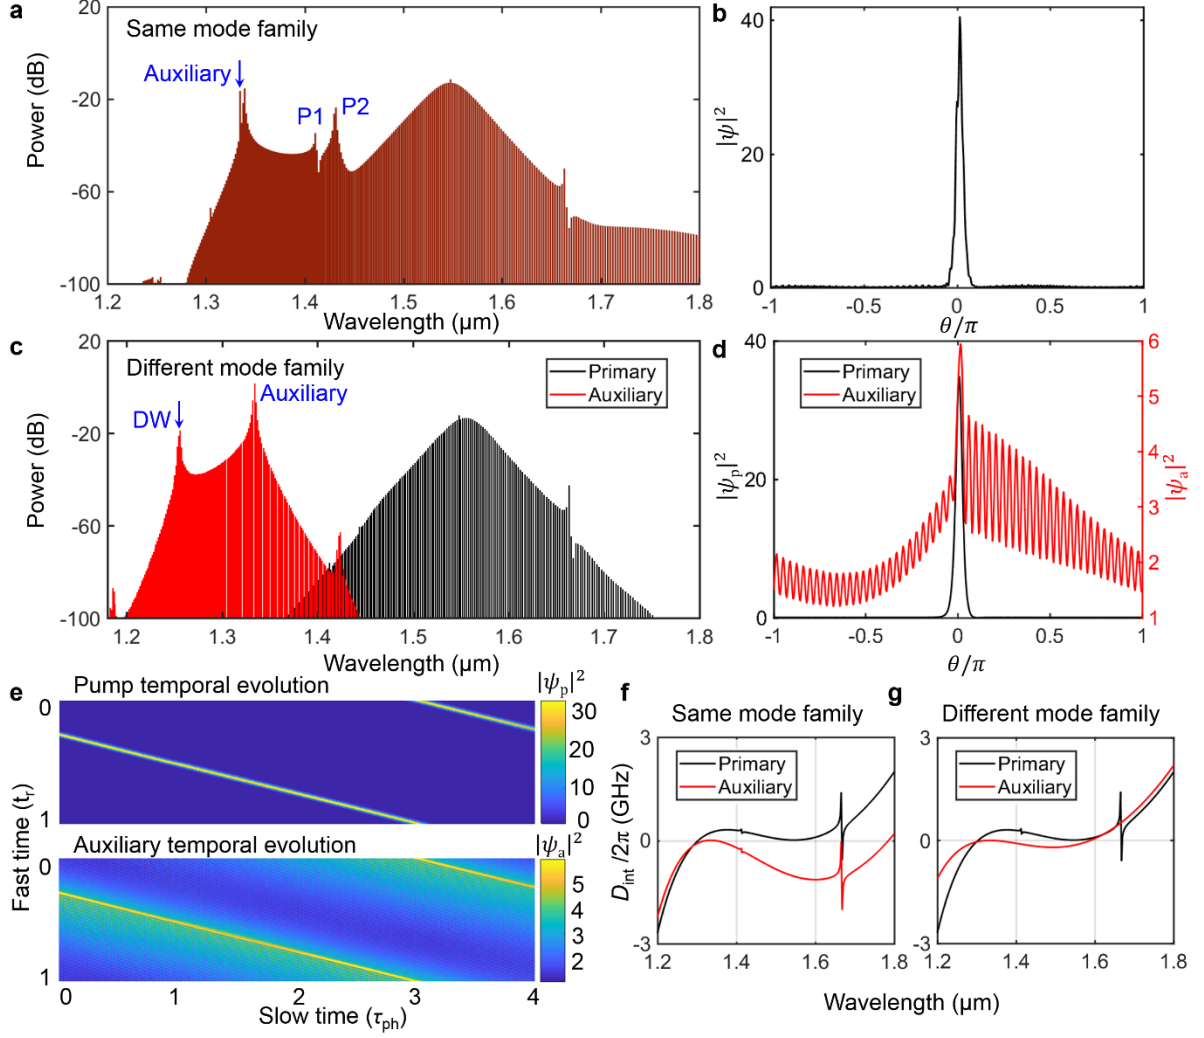 a
20
-20
-60
-100
Power (dB)
Same mode family
Auxiliary
P1
P2
1.2
1.3
1.4
1.5
1.6
1.7
1.8
Wavelength (μm)
b
40
20
0
|ψ|²
-1
-0.5
0
0.5
1
θ/π
c
20
-20
-60
-100
Power (dB)
Different mode family
DW
Auxiliary
Primary
Auxiliary
1.2
1.3
1.4
1.5
1.6
1.7
1.8
Wavelength (μm)
d
40
20
0
|ψp|²
Primary
Auxiliary
6
5
4
3
2
1
|ψa|²
-1
-0.5
0
0.5
1
θ/π
e
Pump temporal evolution
|ψp|²
0
1
30
20
10
0
Auxiliary temporal evolution
|ψa|²
0
1
5
4
3
2
Fast time (tr)
0
1
2
3
4
Slow time (τph)
f
Same mode family
3
0
-3
Dint/2π (GHz)
Primary
Auxiliary
1.2
1.4
1.6
1.8
g
Different mode family
3
0
-3
Primary
Auxiliary
1.2
1.4
1.6
1.8
Wavelength (μm)